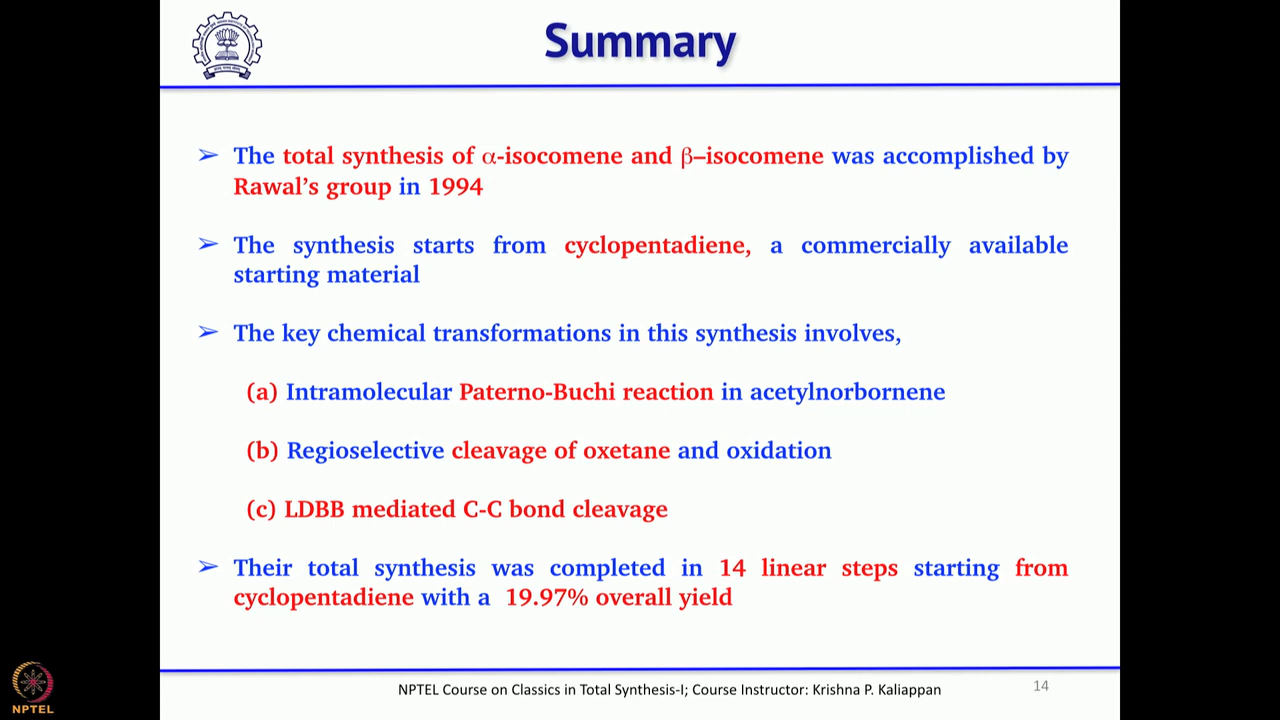 Summary
➢ The total synthesis of α-isocomene and β–isocomene was accomplished by
Rawal’s group in 1994
➢ The synthesis starts from cyclopentadiene, a commercially available
starting material
➢ The key chemical transformations in this synthesis involves,
(a) Intramolecular Paterno-Buchi reaction in acetylnorbornene
(b) Regioselective cleavage of oxetane and oxidation
(c) LDBB mediated C-C bond cleavage
➢ Their total synthesis was completed in 14 linear steps starting from
cyclopentadiene with a 19.97% overall yield
NPTEL Course on Classics in Total Synthesis-I; Course Instructor: Krishna P. Kaliappan
14
NPTEL